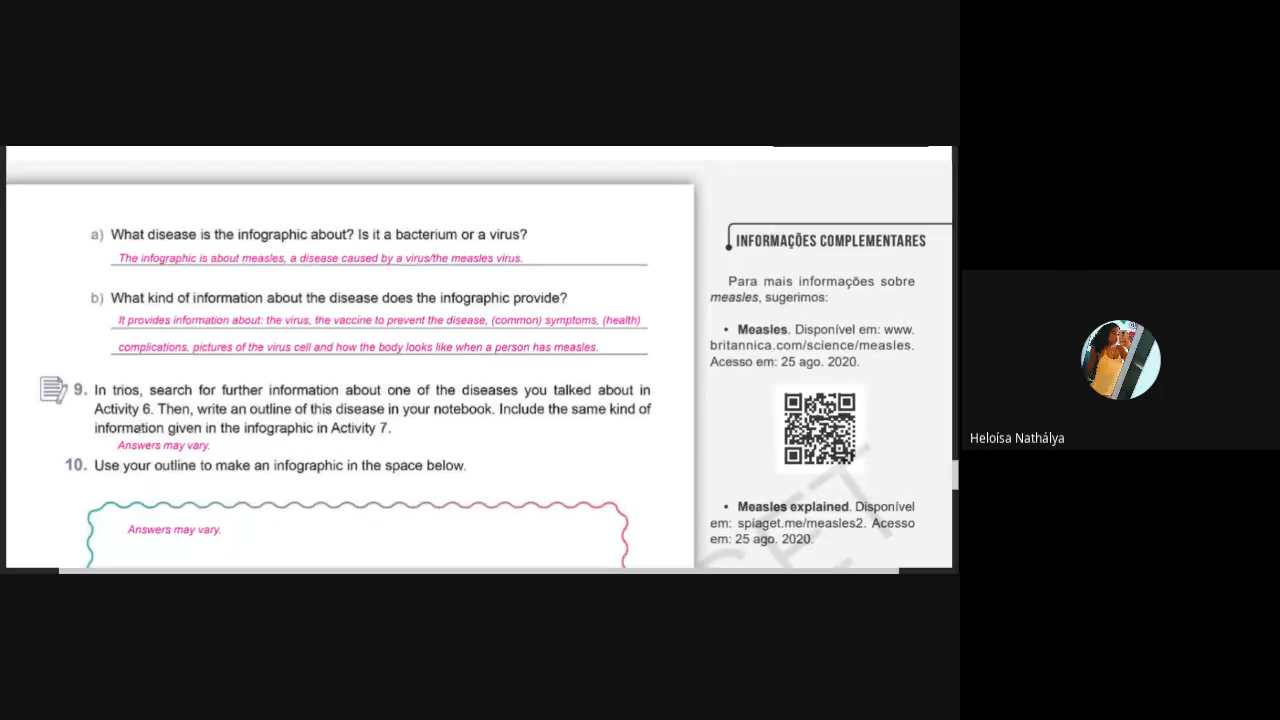 a) What disease is the infographic about? Is it a bacterium or a virus?
The infographic is about measles, a disease caused by a virus/the measles virus.
b) What kind of information about the disease does the infographic provide?
It provides information about: the virus, the vaccine to prevent the disease, (common) symptoms, (health)
complications, pictures of the virus cell and how the body looks like when a person has measles.
9. In trios, search for further information about one of the diseases you talked about in
Activity 6. Then, write an outline of this disease in your notebook. Include the same kind of
information given in the infographic in Activity 7.
Answers may vary.
10. Use your outline to make an infographic in the space below.
Answers may vary.
INFORMAÇÕES COMPLEMENTARES
Para mais informações sobre
measles, sugerimos:
• Measles. Disponível em: www.
britannica.com/science/measles.
Acesso em: 25 ago. 2020.
• Measles explained. Disponível
em: spiaget.me/measles2. Acesso
em: 25 ago. 2020.
Heloísa Nathálya